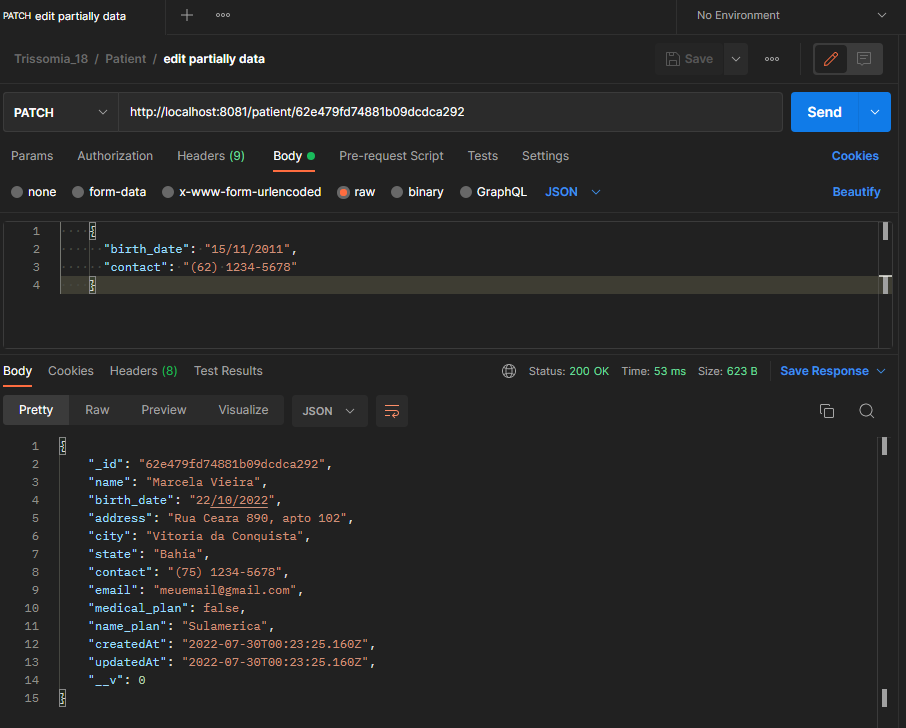 PATCH edit partially data
No Environment
Trissomia_18 / Patient / edit partially data
Save
PATCH http://localhost:8081/patient/62e479fd74881b09dcdca292 Send
Params Authorization Headers (9) Body Pre-request Script Tests Settings Cookies
none form-data x-www-form-urlencoded raw binary GraphQL JSON Beautify
1 {
2 "birth_date": "15/11/2011",
3 "contact": "(62) 1234-5678"
4 }
Body Cookies Headers (8) Test Results Status: 200 OK Time: 53 ms Size: 623 B Save Response
Pretty Raw Preview Visualize JSON
1 {
2 "_id": "62e479fd74881b09dcdca292",
3 "name": "Marcela Vieira",
4 "birth_date": "22/10/2022",
5 "address": "Rua Ceara 890, apto 102",
6 "city": "Vitoria da Conquista",
7 "state": "Bahia",
8 "contact": "(75) 1234-5678",
9 "email": "meuemail@gmail.com",
10 "medical_plan": false,
11 "name_plan": "Sulamerica",
12 "createdAt": "2022-07-30T00:23:25.160Z",
13 "updatedAt": "2022-07-30T00:23:25.160Z",
14 "__v": 0
15 }